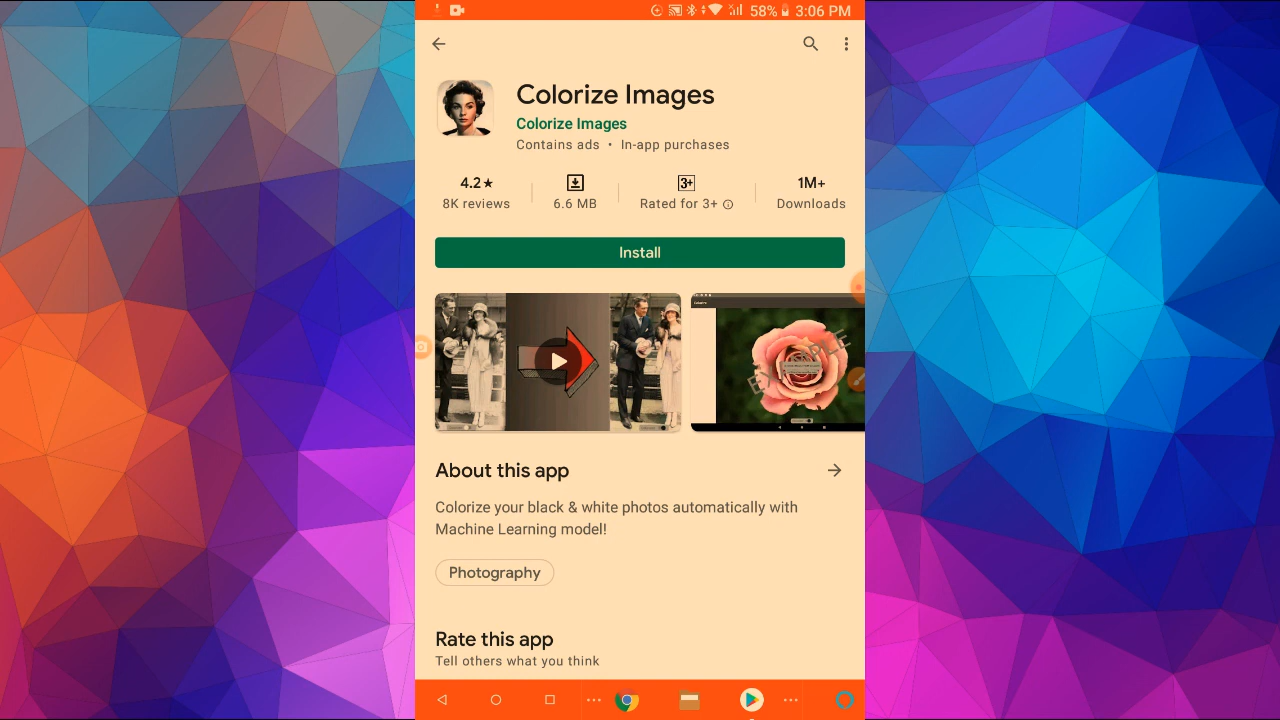 58% 3:06 PM
Colorize Images
Colorize Images
Contains ads • In-app purchases
4.2★ 3+ 1M+
8K reviews 6.6 MB Rated for 3+ Downloads
Install
EXAMPLE
About this app
Colorize your black & white photos automatically with
Machine Learning model!
Photography
Rate this app
Tell others what you think